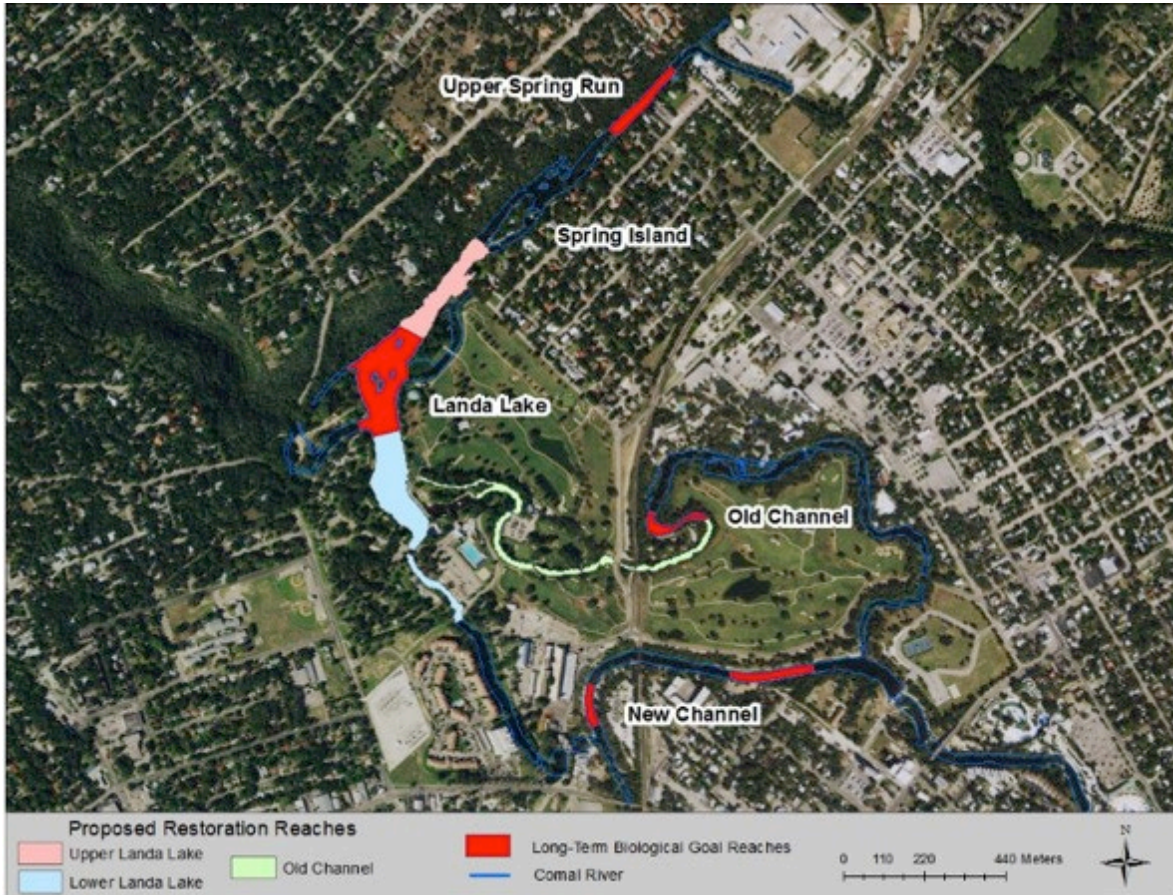 Upper Spring Run
Spring Island
Landa Lake
Old Channel
New Channel
Proposed Restoration Reaches
Upper Landa Lake
Lower Landa Lake
Old Channel
Long-Term Biological Goal Reaches
Comal River
0 110 220 440 Meters
N